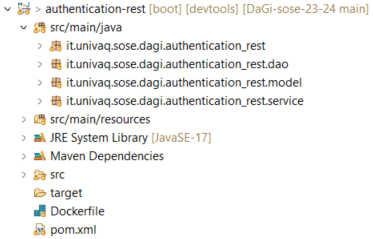 > authentication-rest [boot] [devtools] [DaGi-sose-23-24 main]
src/main/java
it.univaq.sose.dagi.authentication_rest
it.univaq.sose.dagi.authentication_rest.dao
it.univaq.sose.dagi.authentication_rest.model
it.univaq.sose.dagi.authentication_rest.service
src/main/resources
JRE System Library [JavaSE-17]
Maven Dependencies
src
target
Dockerfile
pom.xml